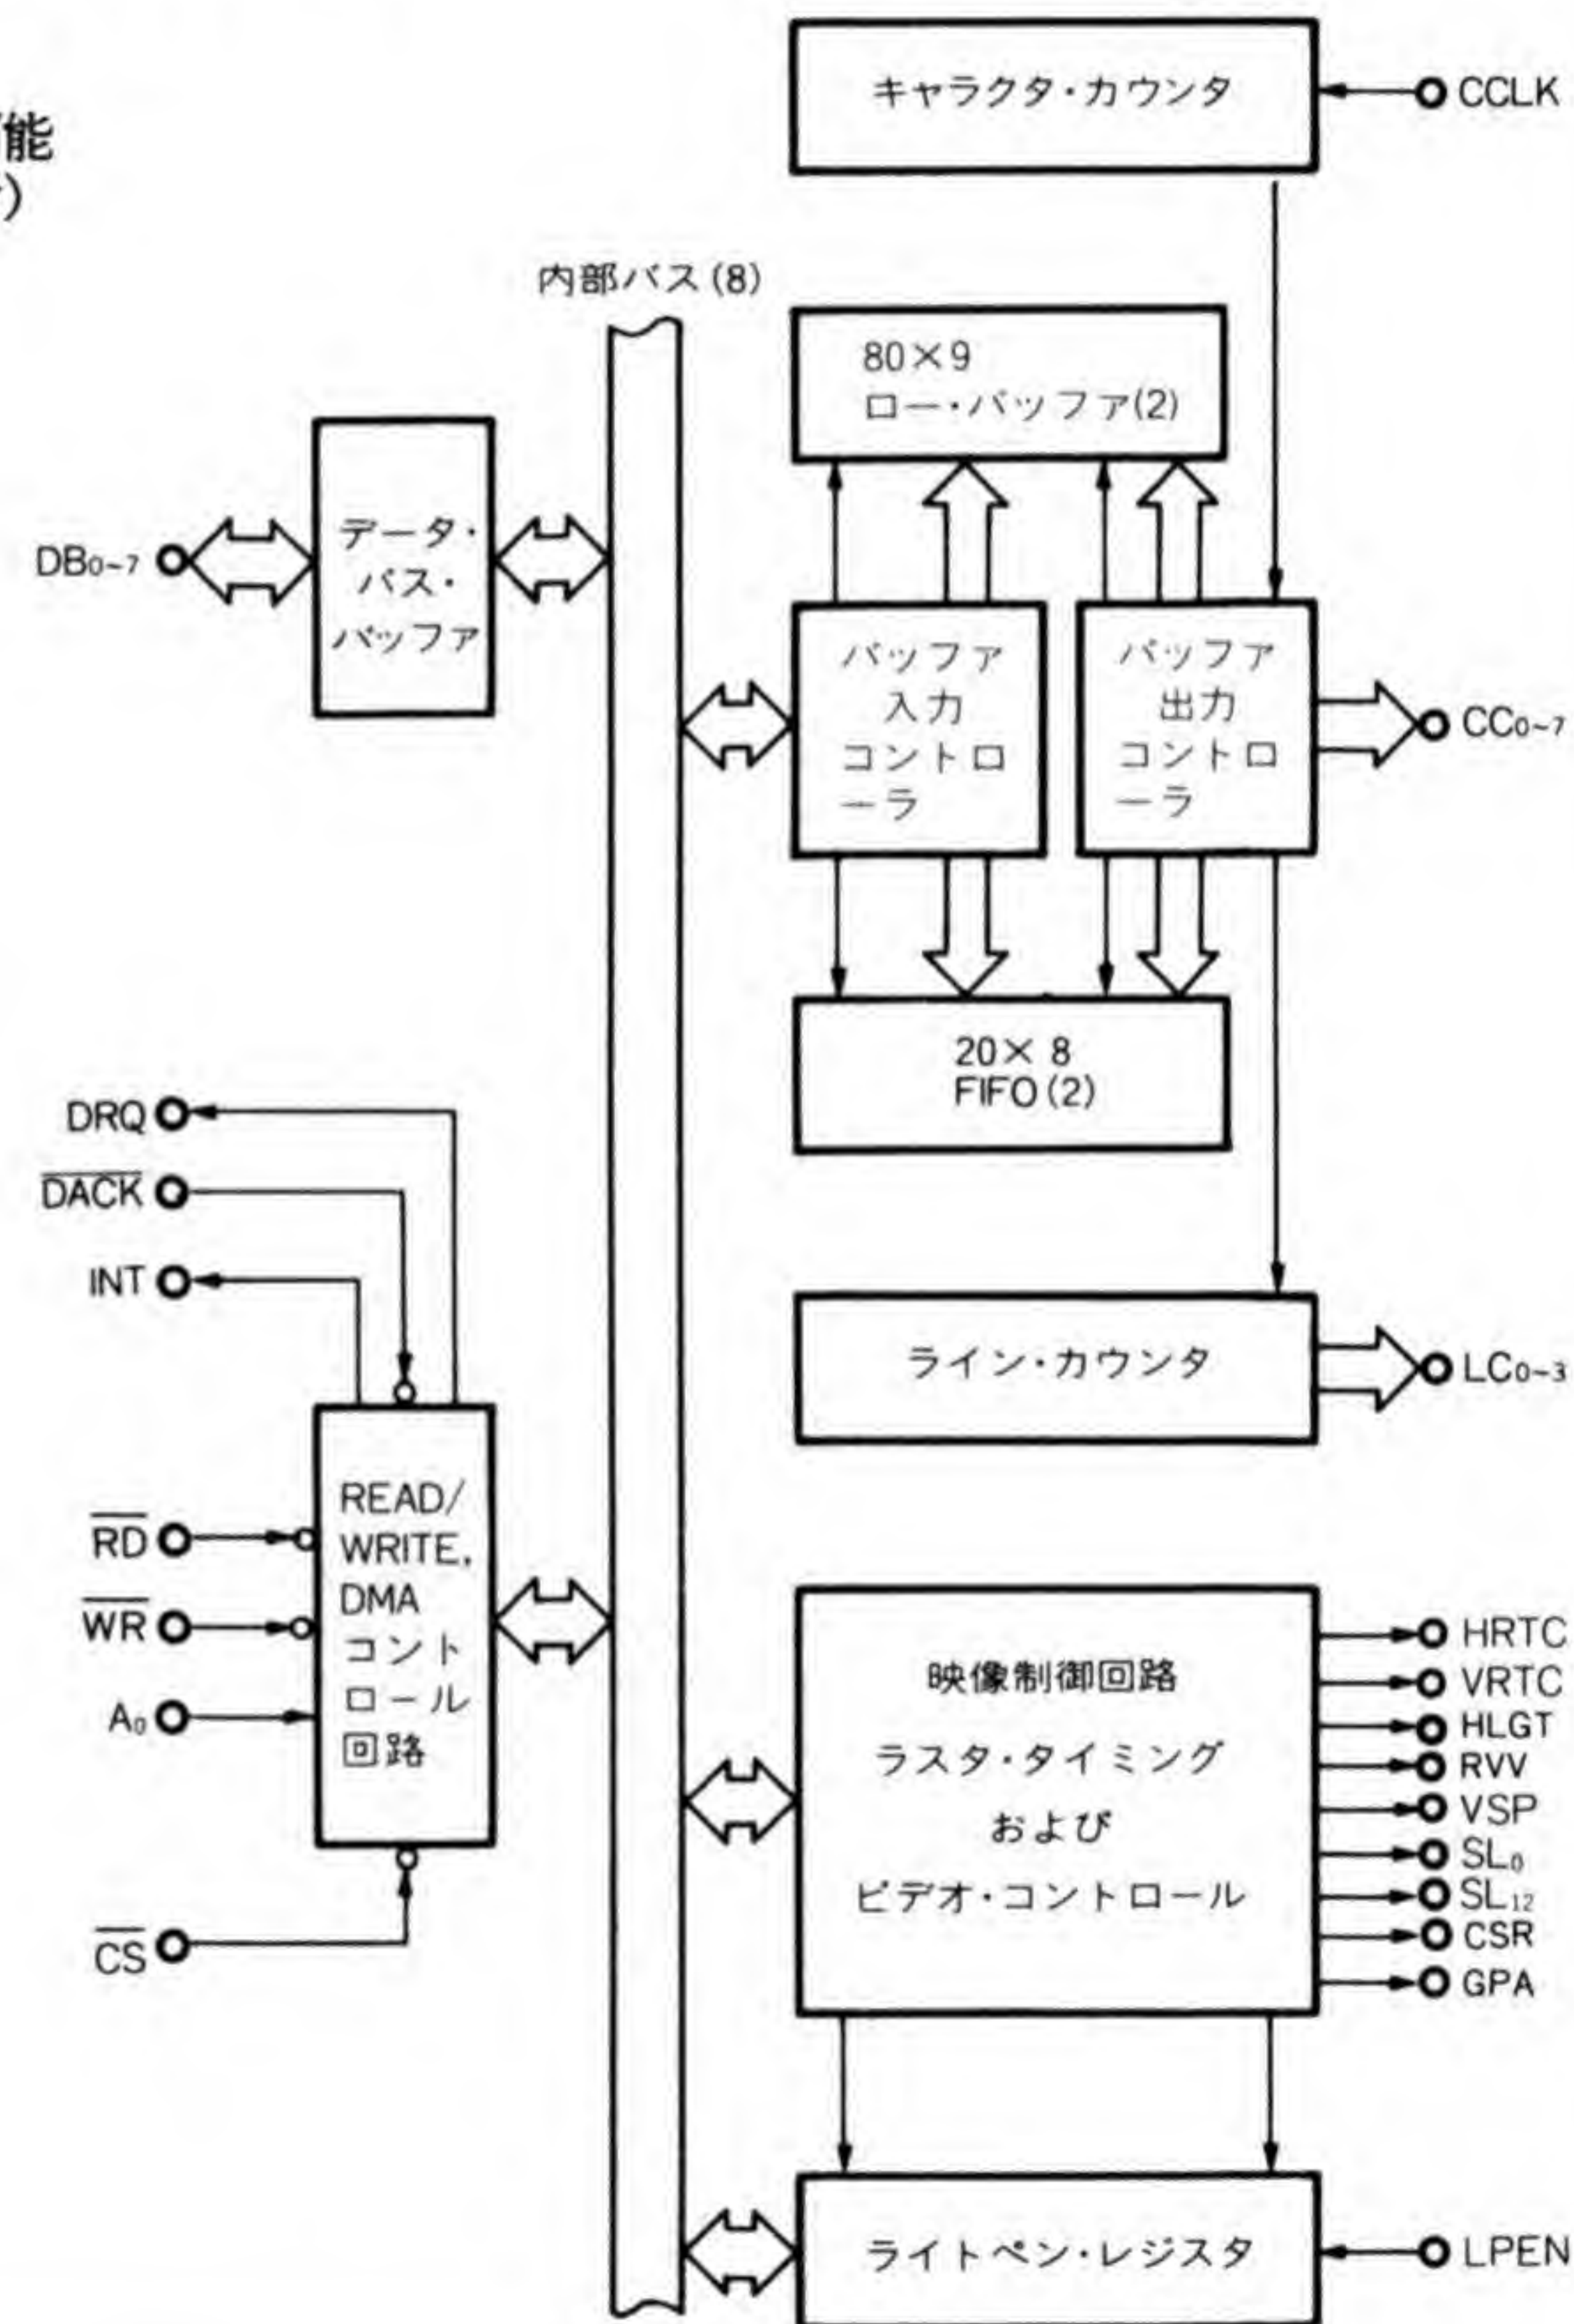 能
)
キャラクタ・カウンタ
CCLK
内部バス(8)
80×9
ロー・バッファ(2)
データ・
バス・
バッファ
DB0~7
バッファ
入力
コントロ
ーラ
バッファ
出力
コントロ
ーラ
CC0~7
20×8
FIFO(2)
DRQ
D̅A̅C̅K̅
INT
ライン・カウンタ
LC0~3
READ/
WRITE,
DMA
コント
ロール
回路
R̅D̅
W̅R̅
A0
C̅S̅
映像制御回路
ラスタ・タイミング
および
ビデオ・コントロール
HRTC
VRTC
HLGT
RVV
VSP
SL0
SL12
CSR
GPA
ライトペン・レジスタ
LPEN